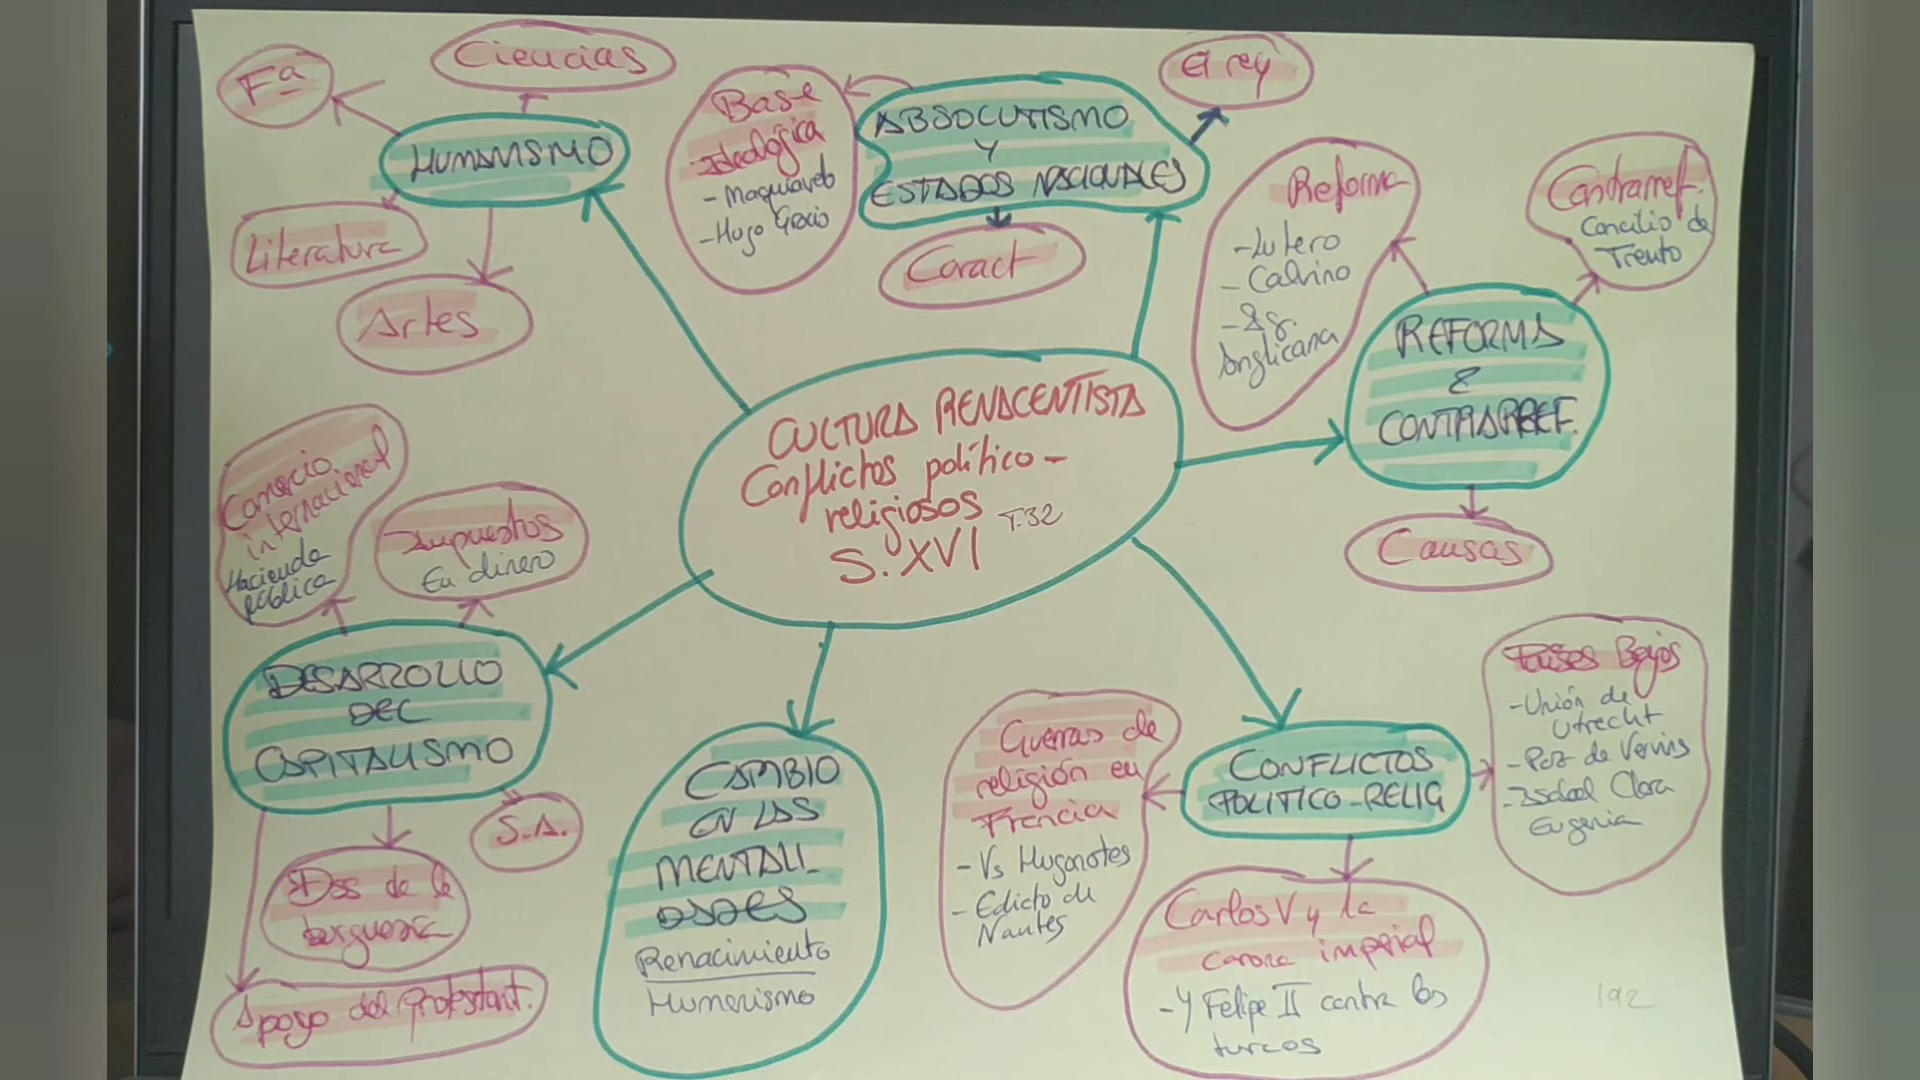 Fª
Ciencias
HUMANISMO
Literatura
Artes
Base
Ideológica
- Maquiavelo
- Hugo Grocio
ABSOLUTISMO
Y
ESTADOS NACIONALES
El rey
Caract
Reforma
- Lutero
- Calvino
- Ig.
Anglicana
Contrarref.
Concilio de
Trento
REFORMA
Y
CONTRARREF.
Causas
CULTURA RENACENTISTA
Conflictos político-
religiosos
T.32
S. XVI
Comercio
internacional
Hacienda
pública
Impuestos
En dinero
DESARROLLO
DEL
CAPITALISMO
S.A.
Dss de la
burguesía
Apoyo del Protestant.
CAMBIO
EN LAS
MENTALI-
DADES
Renacimiento
Humanismo
Guerras de
religión en
Francia
- Vs Hugonotes
- Edicto de
Nantes
CONFLICTOS
POLITICO-RELIG
Países Bajos
- Unión de
Utrecht
- Paz de Vervins
- Isabel Clara
Eugenia
Carlos V y la
corona imperial
- Y Felipe II contra los
turcos
192